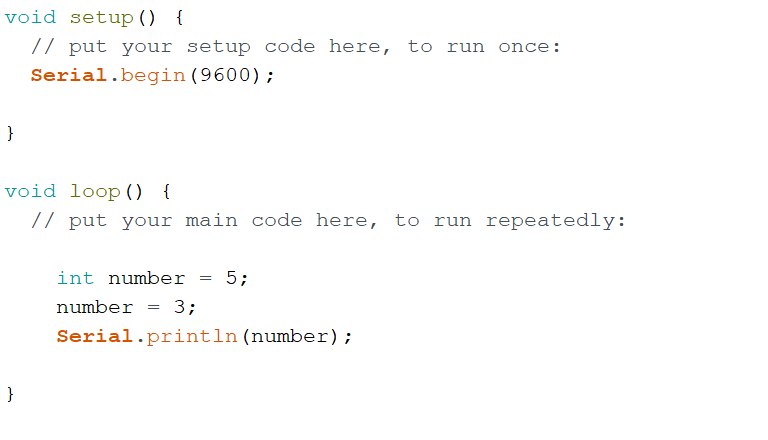 void setup() {
  // put your setup code here, to run once:
  Serial.begin(9600);
}
void loop() {
  // put your main code here, to run repeatedly:
    int number = 5;
    number = 3;
    Serial.println(number);
}